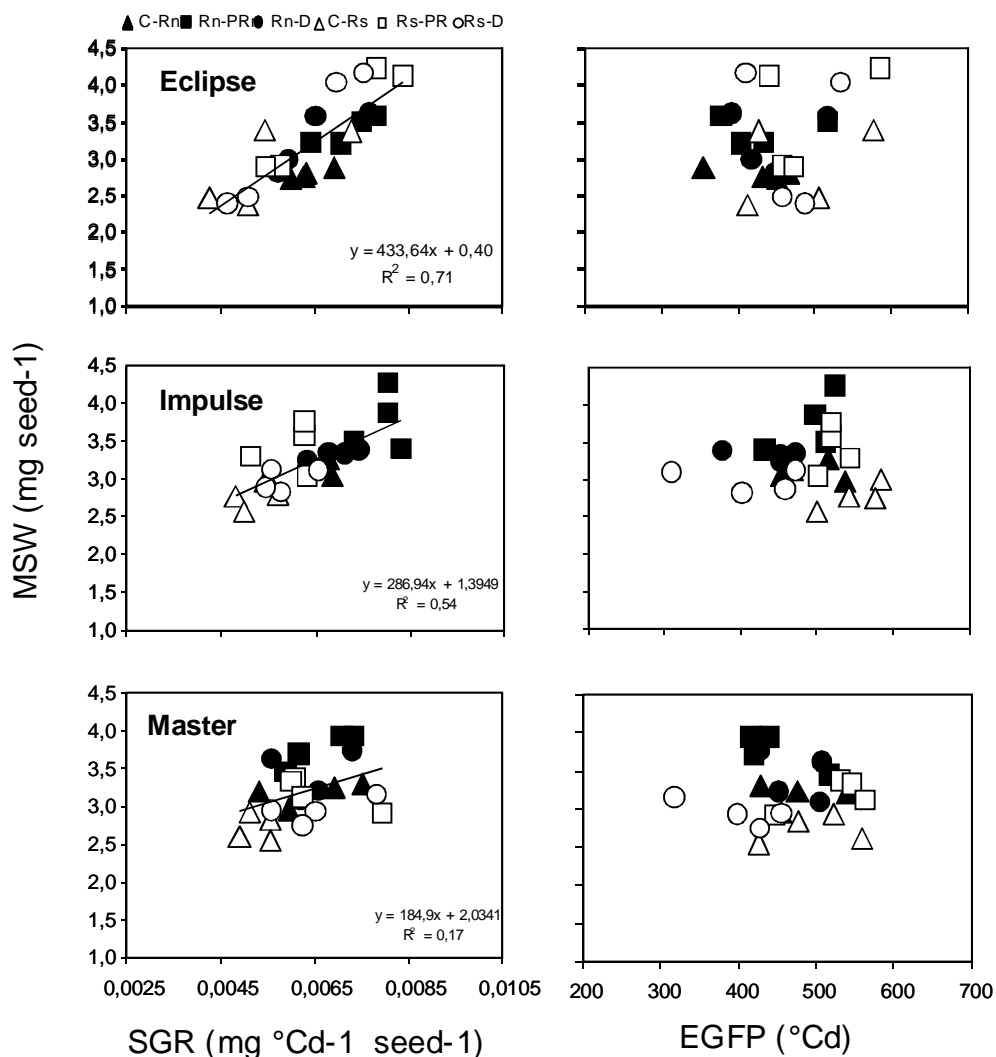 C-Rn Rn-PRn Rn-D C-Rs Rs-PR Rs-D
MSW (mg seed-1)
4,5
4,0
3,5
3,0
2,5
2,0
1,5
1,0
Eclipse
y = 433,64x + 0,40
R2 = 0,71
4,5
4,0
3,5
3,0
2,5
2,0
1,5
1,0
Impulse
y = 286,94x + 1,3949
R2 = 0,54
4,5
4,0
3,5
3,0
2,5
2,0
1,5
1,0
Master
y = 184,9x + 2,0341
R2 = 0,17
0,0025 0,0045 0,0065 0,0085 0,0105
200 300 400 500 600 700
SGR (mg °Cd-1 seed-1)
EGFP (°Cd)